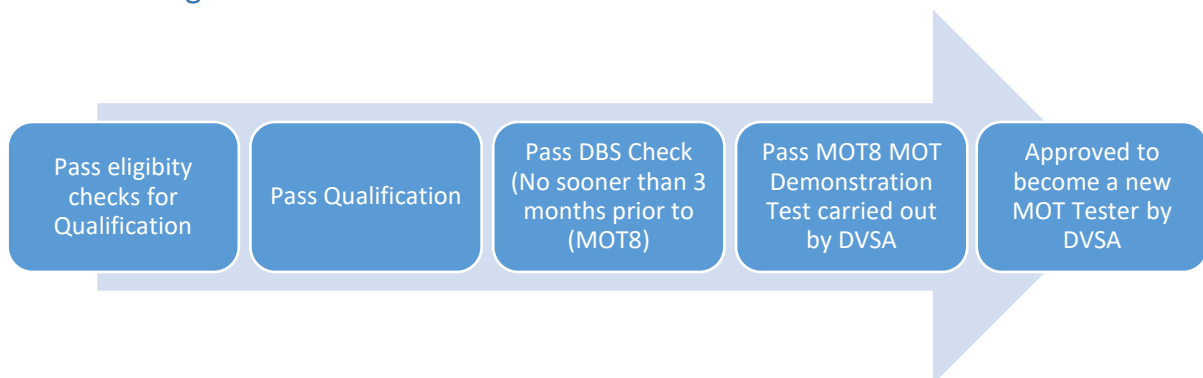 Pass eligibity
checks for
Qualification
Pass Qualification
Pass DBS Check
(No sooner than 3
months prior to
(MOT8)
Pass MOT8 MOT
Demonstration
Test carried out
by DVSA
Approved to
become a new
MOT Tester by
DVSA